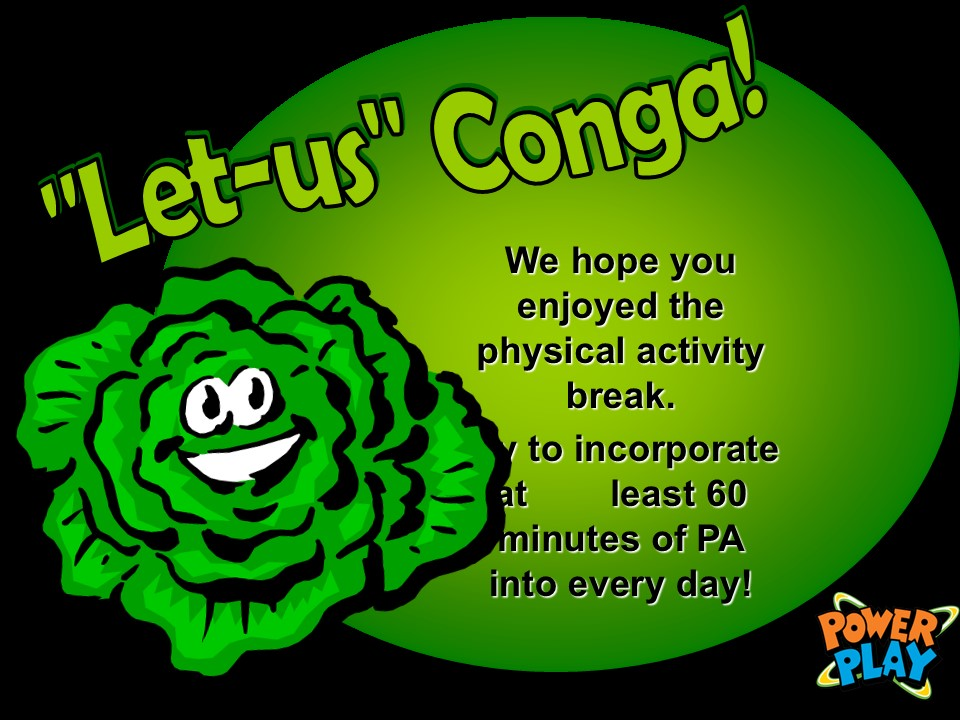 "Let-us" Conga!
We hope you
enjoyed the
physical activity
break.
y to incorporate
at least 60
minutes of PA
into every day!
POWER
PLAY